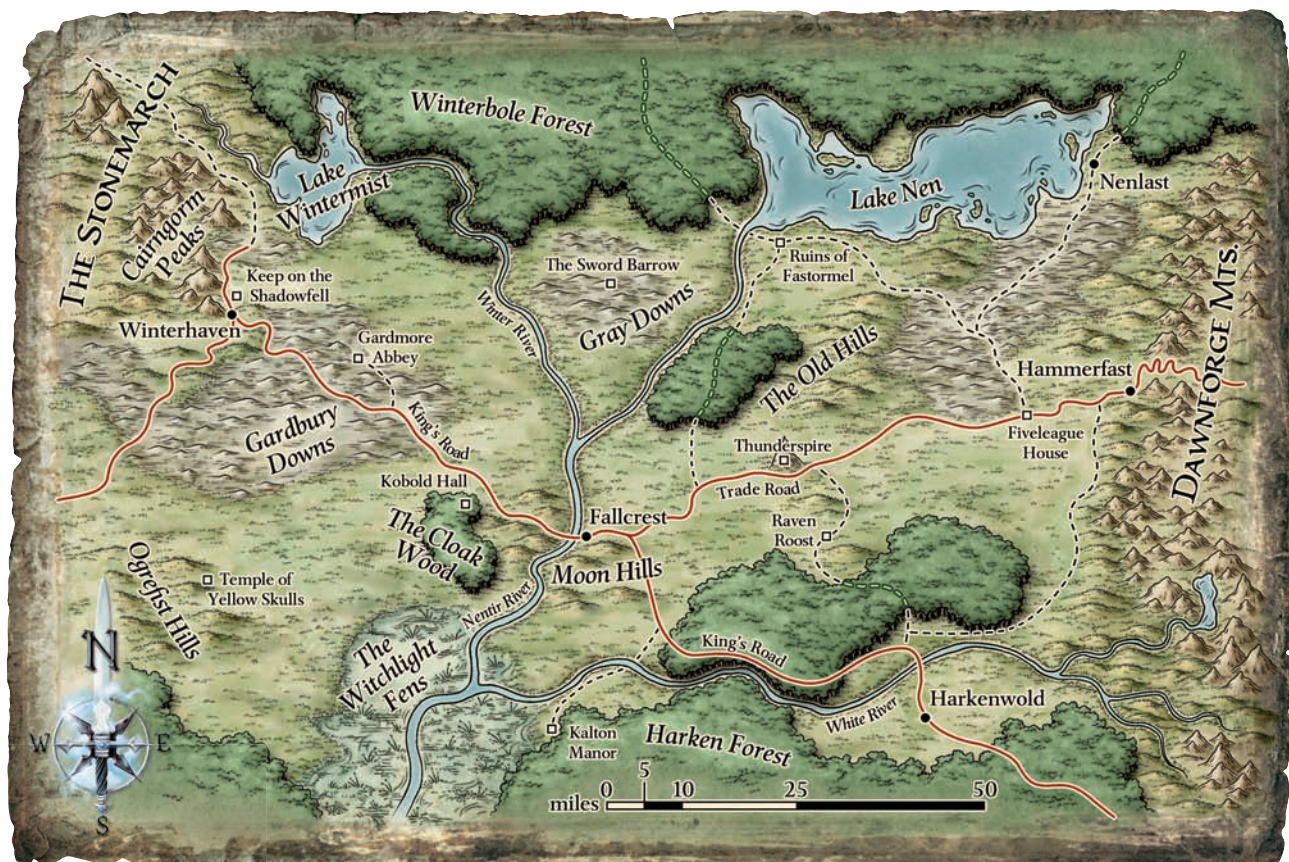 THE STONEMARCH
Cairngorm
Peaks
Lake
Wintermist
Winterbole Forest
Lake Nen
Nenlast
Keep on the
Shadowfell
Winterhaven
Gardmore
Abbey
Gardbury
Downs
Winter River
The Sword Barrow
Gray Downs
Ruins of
Fastormel
The Old Hills
Hammerfast
Fiveleague
House
DAWNFORGE MTS.
King's Road
Kobold Hall
The Cloak
Wood
Fallcrest
Moon Hills
Thunderspire
Trade Road
Raven
Roost
Ogrefist Hills
Temple of
Yellow Skulls
Nentir River
The
Witchlight
Fens
King's Road
White River
Harkenwold
Kalton
Manor
Harken Forest
N
W
E
S
miles 0 5 10 25 50